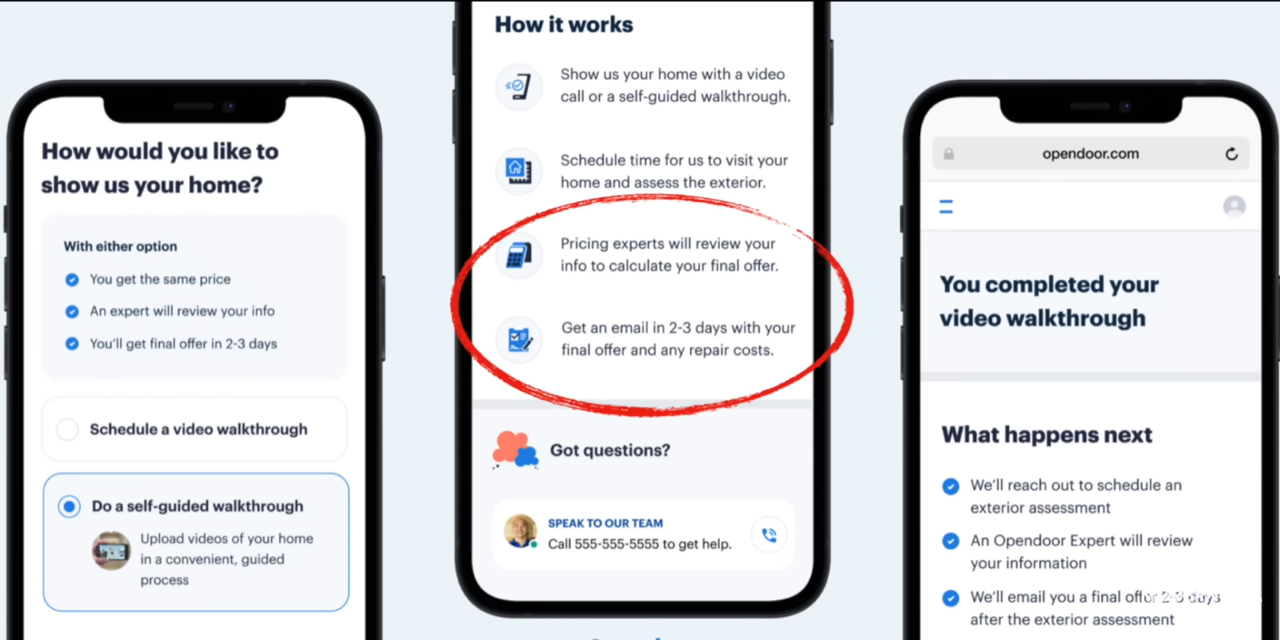 How would you like to
show us your home?
With either option
You get the same price
An expert will review your info
You'll get final offer in 2-3 days
Schedule a video walkthrough
Do a self-guided walkthrough
Upload videos of your home
in a convenient, guided
process
How it works
Show us your home with a video
call or a self-guided walkthrough.
Schedule time for us to visit your
home and assess the exterior.
Pricing experts will review your
info to calculate your final offer.
Get an email in 2-3 days with your
final offer and any repair costs.
Got questions?
SPEAK TO OUR TEAM
Call 555-555-5555 to get help.
opendoor.com
You completed your
video walkthrough
What happens next
We'll reach out to schedule an
exterior assessment
An Opendoor Expert will review
your information
We'll email you a final offer 2-3 days
after the exterior assessment